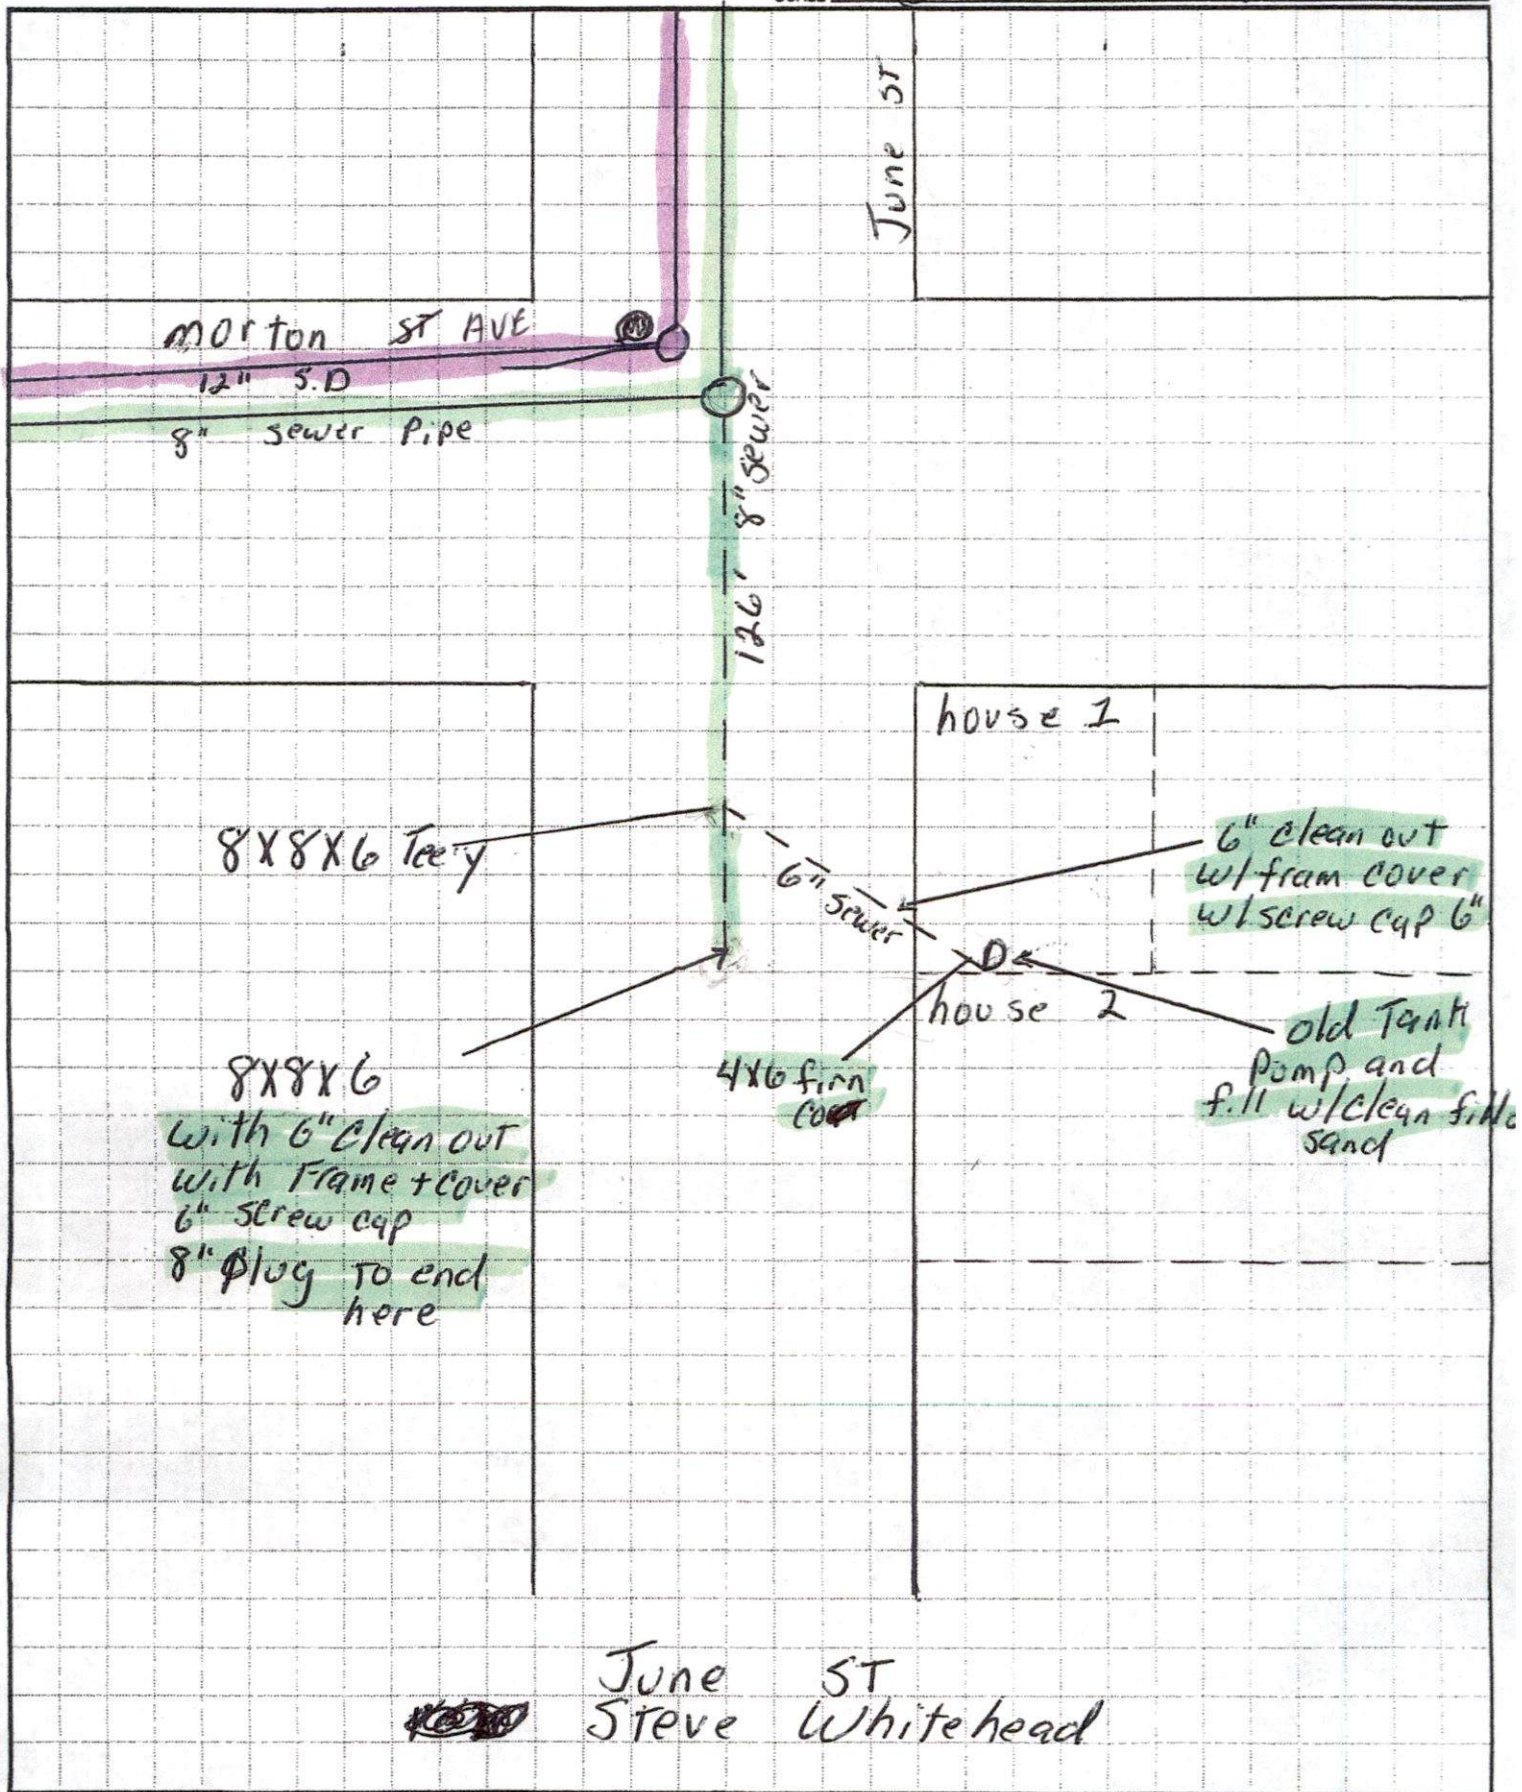 June ST
morton ST AVE
12" S.D
8" sewer Pipe
126' 8" sewer
house 1
8X8X6 Tee y
6" sewer
6" clean out
w/ fram cover
w/ screw cap 6"
D
house 2
old Tank
Pomp and
fill w/clean fill
sand
4X6 firn
8X8X6
with 6" Clean out
with Frame + cover
6" screw cap
8" plug To end
here
June ST
Steve Whitehead